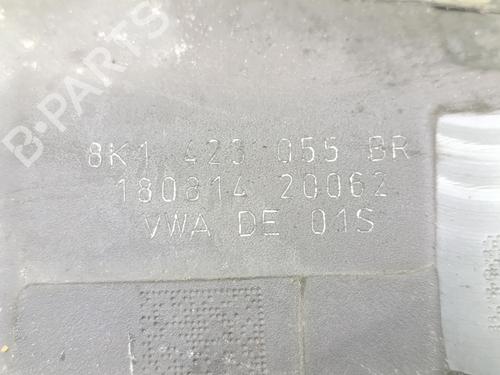 B-PARTS
8K1 423 055 BR
180814 20062
VWA DE 01S